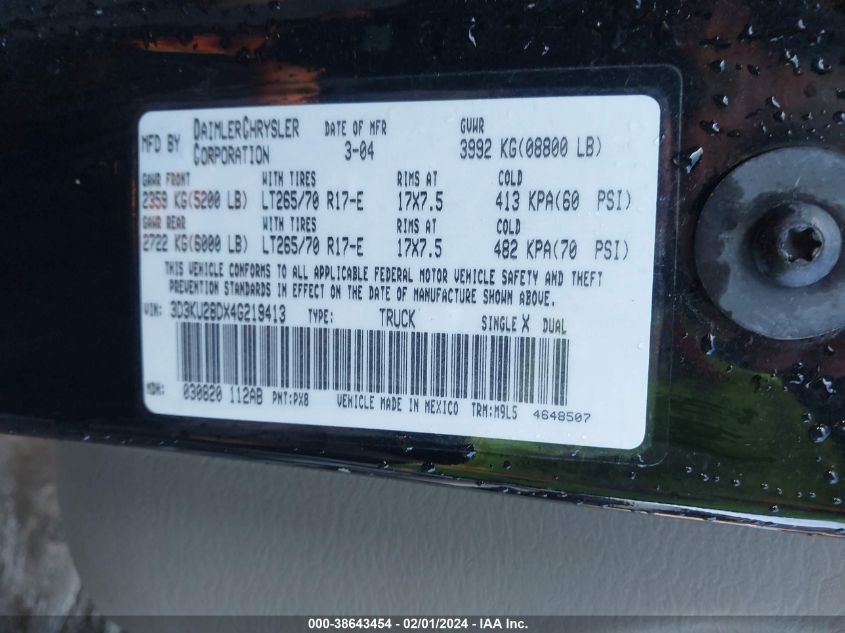 MFD BY DAIMLERCHRYSLER CORPORATION DATE OF MFR 3-04 GVWR 3992 KG(08800 LB)
GAWR FRONT WITH TIRES RIMS AT COLD
2359 KG(5200 LB) LT265/70 R17-E 17X7.5 413 KPA(60 PSI)
GAWR REAR WITH TIRES RIMS AT COLD
2722 KG(6000 LB) LT265/70 R17-E 17X7.5 482 KPA(70 PSI)
THIS VEHICLE CONFORMS TO ALL APPLICABLE FEDERAL MOTOR VEHICLE SAFETY AND THEFT
PREVENTION STANDARDS IN EFFECT ON THE DATE OF MANUFACTURE SHOWN ABOVE.
VIN: 3D3KU28DX4G219413 TYPE: TRUCK SINGLE X DUAL
MDH: 030820 112AB PNT:PX8 VEHICLE MADE IN MEXICO TRM:M9L5 4648507
000-38643454 - 02/01/2024 - IAA Inc.